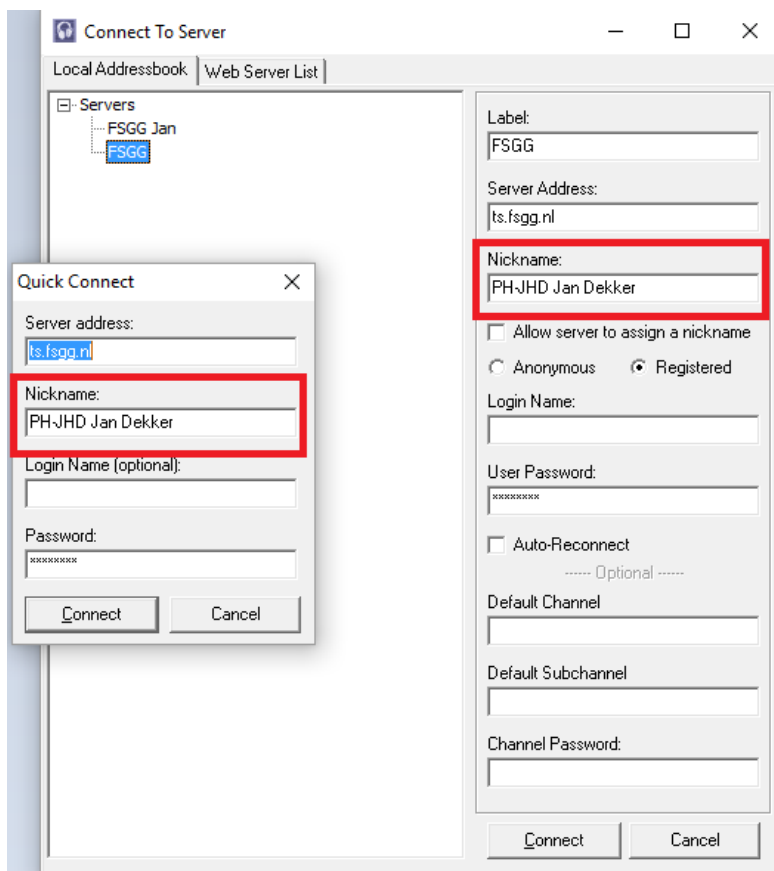 Connect To Server
Local Addressbook
Web Server List
Servers
FSGG Jan
FSGG
Label:
FSGG
Server Address:
ts.fsgg.nl
Nickname:
PH-JHD Jan Dekker
Allow server to assign a nickname
Anonymous Registered
Login Name:
User Password:
xxxxxxxx
Auto-Reconnect
------ Optional ------
Default Channel
Default Subchannel
Channel Password:
Connect Cancel
Quick Connect
Server address:
ts.fsgg.nl
Nickname:
PH-JHD Jan Dekker
Login Name (optional):
Password:
xxxxxxxx
Connect Cancel